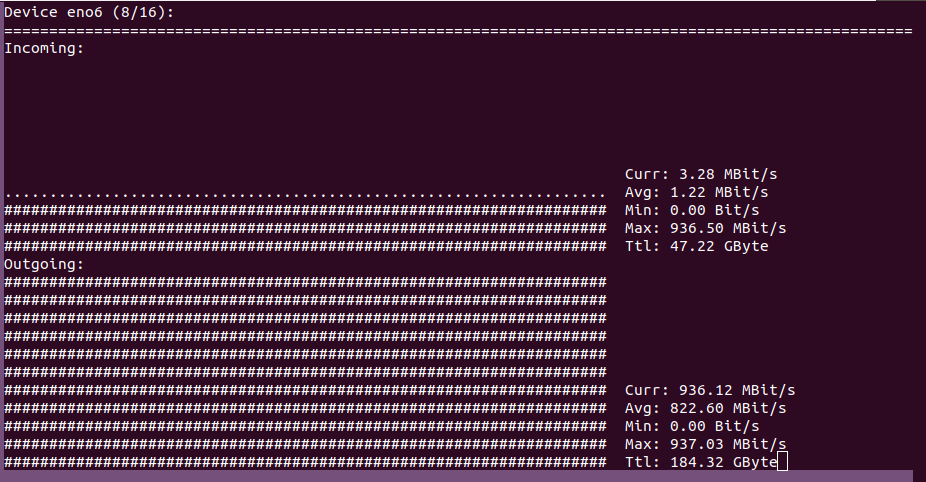 Device eno6 (8/16):
=====================================================================================================
Incoming:
Curr: 3.28 MBit/s
................................................................... Avg: 1.22 MBit/s
################################################################### Min: 0.00 Bit/s
################################################################### Max: 936.50 MBit/s
################################################################### Ttl: 47.22 GByte
Outgoing:
###################################################################
###################################################################
###################################################################
###################################################################
###################################################################
###################################################################
################################################################### Curr: 936.12 MBit/s
################################################################### Avg: 822.60 MBit/s
################################################################### Min: 0.00 Bit/s
################################################################### Max: 937.03 MBit/s
################################################################### Ttl: 184.32 GByte